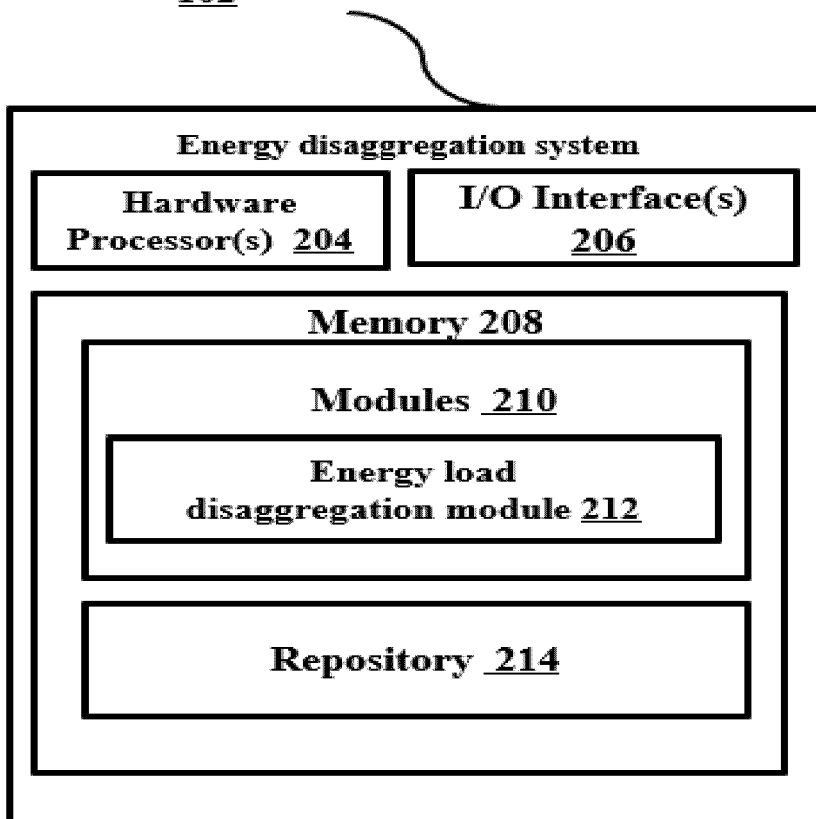 Energy disaggregation system
Hardware
Processor(s) 204
I/O Interface(s)
206
Memory 208
Modules 210
Energy load
disaggregation module 212
Repository 214